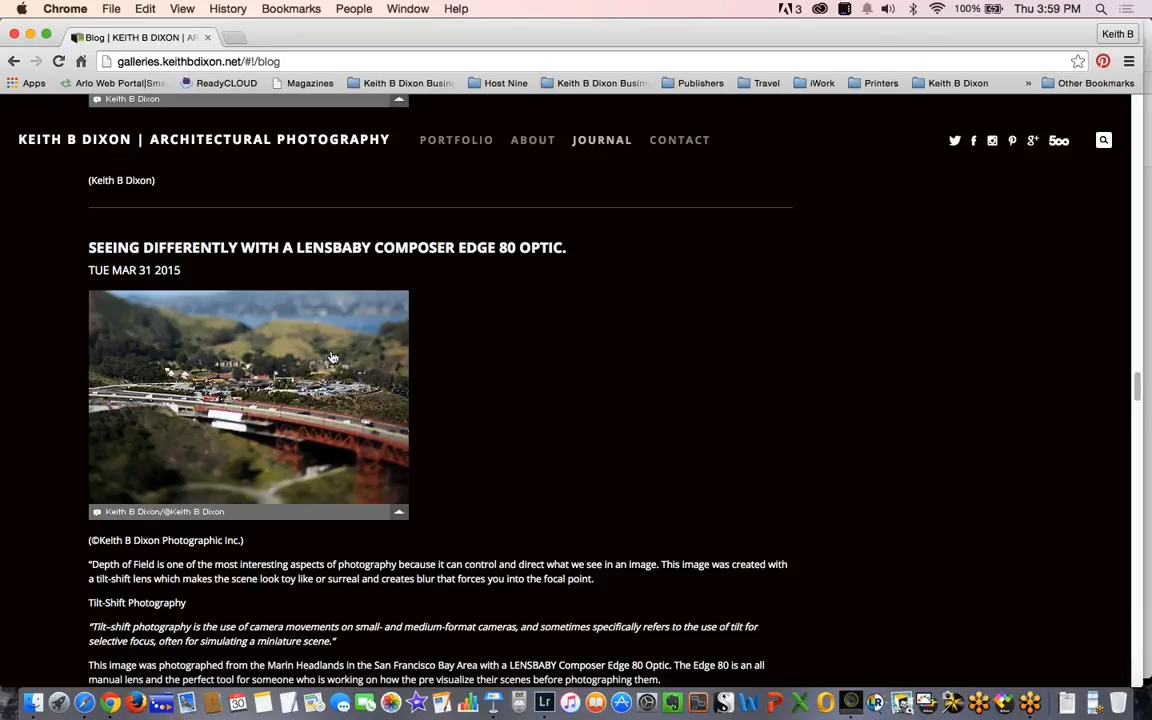 Chrome File Edit View History Bookmarks People Window Help 3 100% Thu 3:59 PM
Blog | KEITH B DIXON | AR × Keith B
galleries.keithbdixon.net/#!/blog
Apps Arlo Web Portal|Sm ReadyCLOUD Magazines Keith B Dixon Busin Host Nine Keith B Dixon Busin Publishers Travel iWork Printers Keith B Dixon » Other Bookmarks
Keith B Dixon
KEITH B DIXON | ARCHITECTURAL PHOTOGRAPHY PORTFOLIO ABOUT JOURNAL CONTACT 500
(Keith B Dixon)
SEEING DIFFERENTLY WITH A LENSBABY COMPOSER EDGE 80 OPTIC.
TUE MAR 31 2015
Keith B Dixon/©Keith B Dixon
(©Keith B Dixon Photographic Inc.)
"Depth of Field is one of the most interesting aspects of photography because it can control and direct what we see in an image. This image was created with
a tilt-shift lens which makes the scene look toy like or surreal and creates blur that forces you into the focal point.
Tilt-Shift Photography
"Tilt–shift photography is the use of camera movements on small- and medium-format cameras, and sometimes specifically refers to the use of tilt for
selective focus, often for simulating a miniature scene."
This image was photographed from the Marin Headlands in the San Francisco Bay Area with a LENSBABY Composer Edge 80 Optic. The Edge 80 is an all
manual lens and the perfect tool for someone who is working on how the pre visualize their scenes before photographing them.